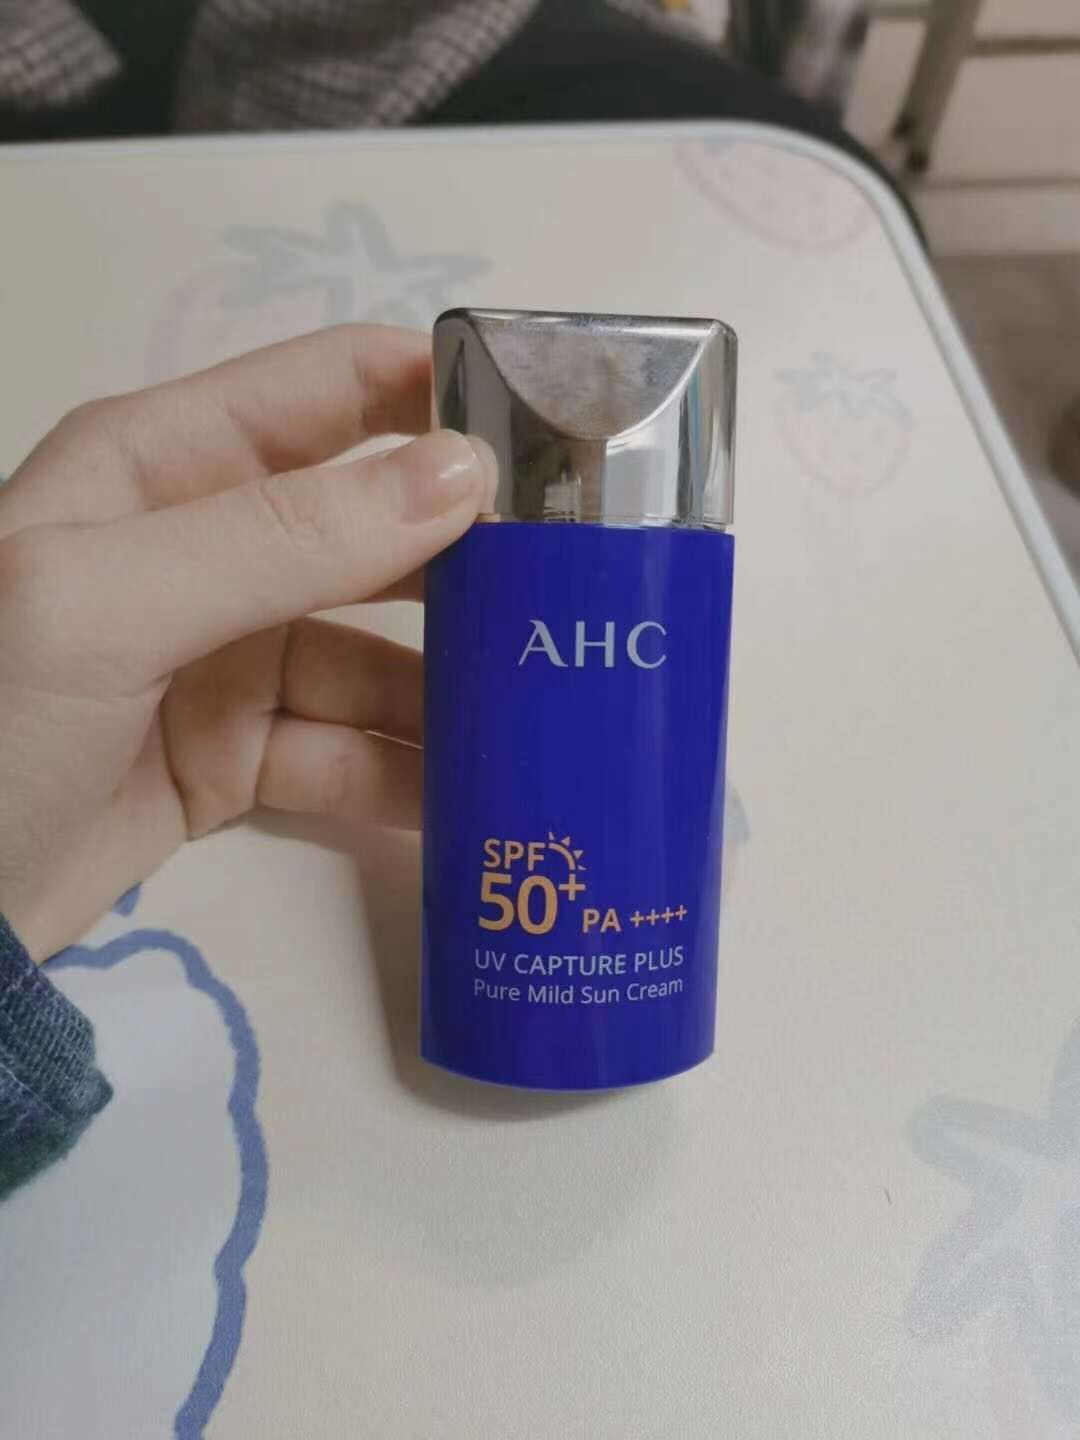 AHC
SPF
50+ PA ++++
UV CAPTURE PLUS
Pure Mild Sun Cream